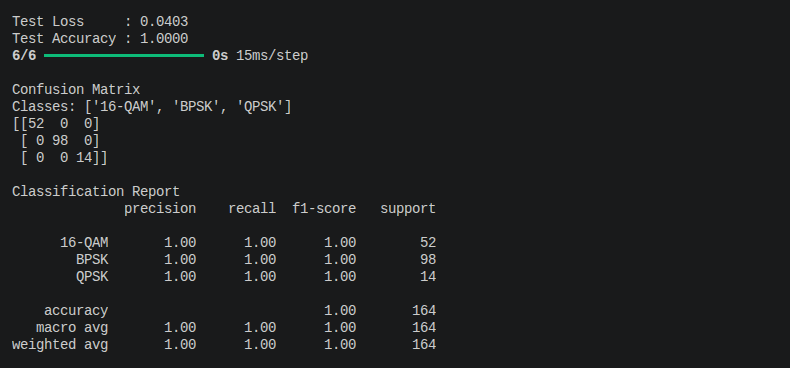 Test Loss     : 0.0403
Test Accuracy : 1.0000
6/6 ━━━━━━━━━━━━━━━━━━━━ 0s 15ms/step
Confusion Matrix
Classes: ['16-QAM', 'BPSK', 'QPSK']
[[52  0  0]
 [ 0 98  0]
 [ 0  0 14]]
Classification Report
              precision    recall  f1-score   support
      16-QAM       1.00      1.00      1.00        52
        BPSK       1.00      1.00      1.00        98
        QPSK       1.00      1.00      1.00        14
    accuracy                           1.00       164
   macro avg       1.00      1.00      1.00       164
weighted avg       1.00      1.00      1.00       164